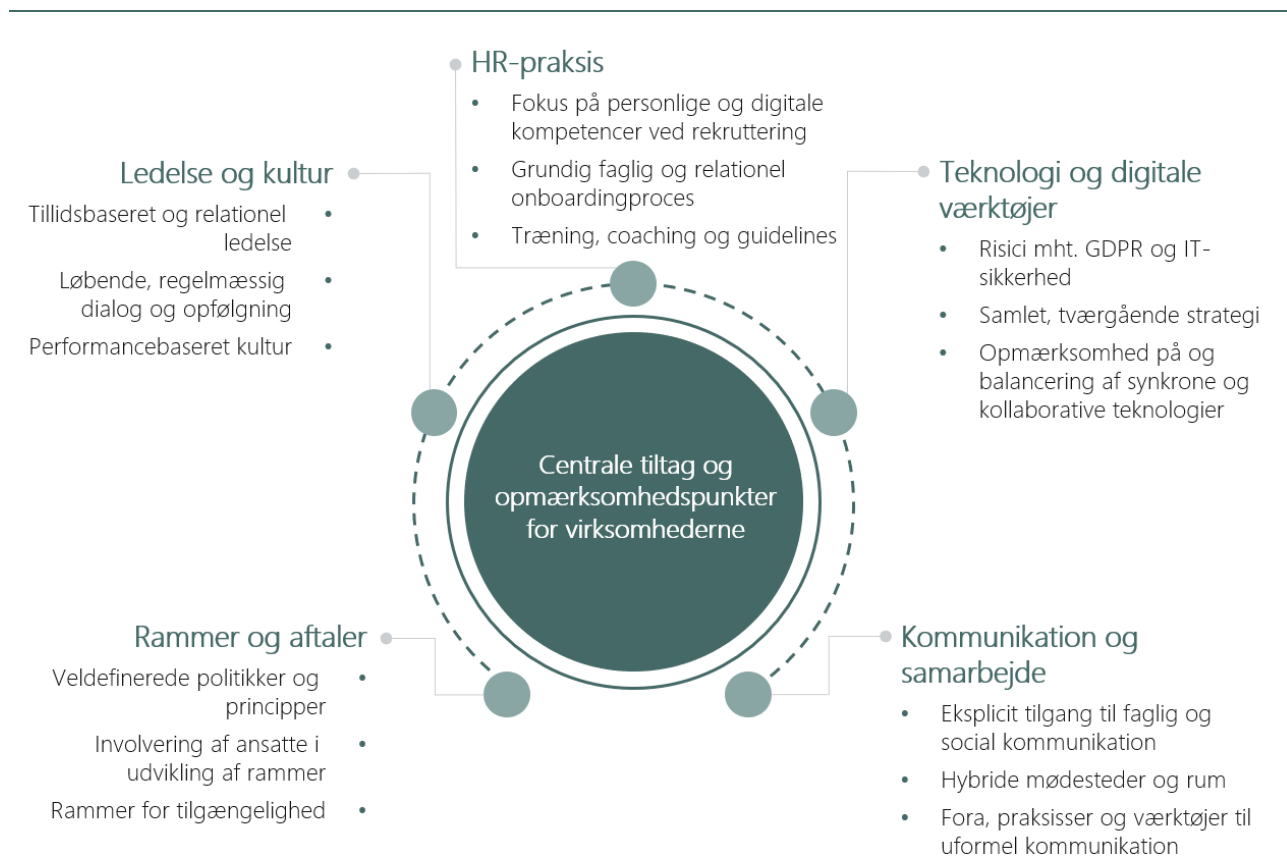 HR-praksis
• Fokus på personlige og digitale
kompetencer ved rekruttering
• Grundig faglig og relationel
onboardingproces
• Træning, coaching og guidelines
Ledelse og kultur
Tillidsbaseret og relationel •
ledelse
Løbende, regelmæssig •
dialog og opfølgning
Performancebaseret kultur •
Teknologi og digitale
værktøjer
• Risici mht. GDPR og IT-
sikkerhed
• Samlet, tværgående strategi
• Opmærksomhed på og
balancering af synkrone og
kollaborative teknologier
Centrale tiltag og
opmærksomhedspunkter
for virksomhederne
Rammer og aftaler
Veldefinerede politikker og •
principper
Involvering af ansatte i •
udvikling af rammer
Rammer for tilgængelighed •
Kommunikation og
samarbejde
• Eksplicit tilgang til faglig og
social kommunikation
• Hybride mødesteder og rum
• Fora, praksisser og værktøjer til
uformel kommunikation